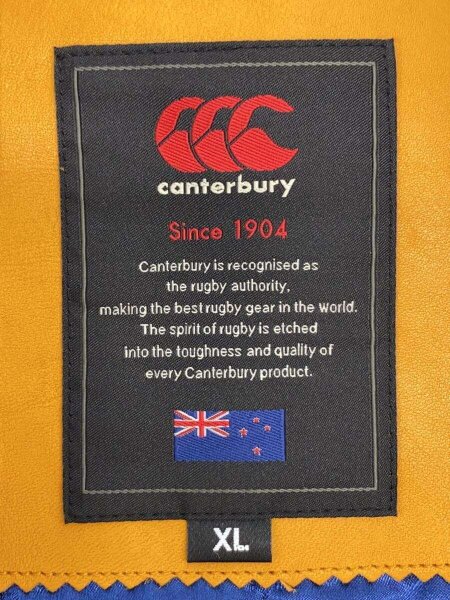 canterbury
Since 1904
Canterbury is recognised as
the rugby authority,
making the best rugby gear in the World.
The spirit of rugby is etched
into the toughness and quality of
every Canterbury product.
XL